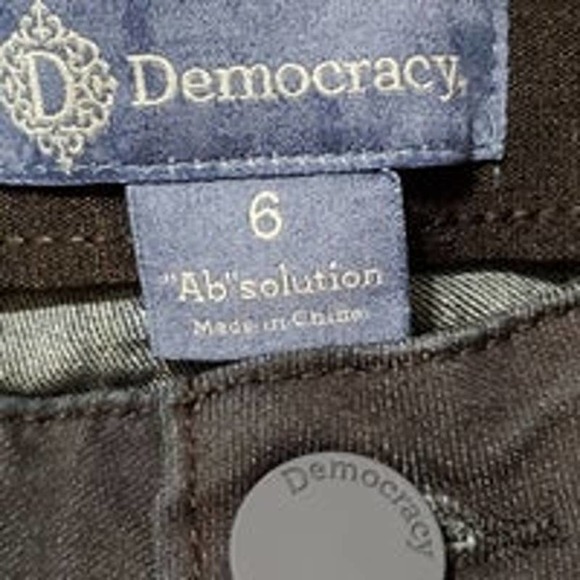 D Democracy
6
"Ab"solution
Made in China
Democracy